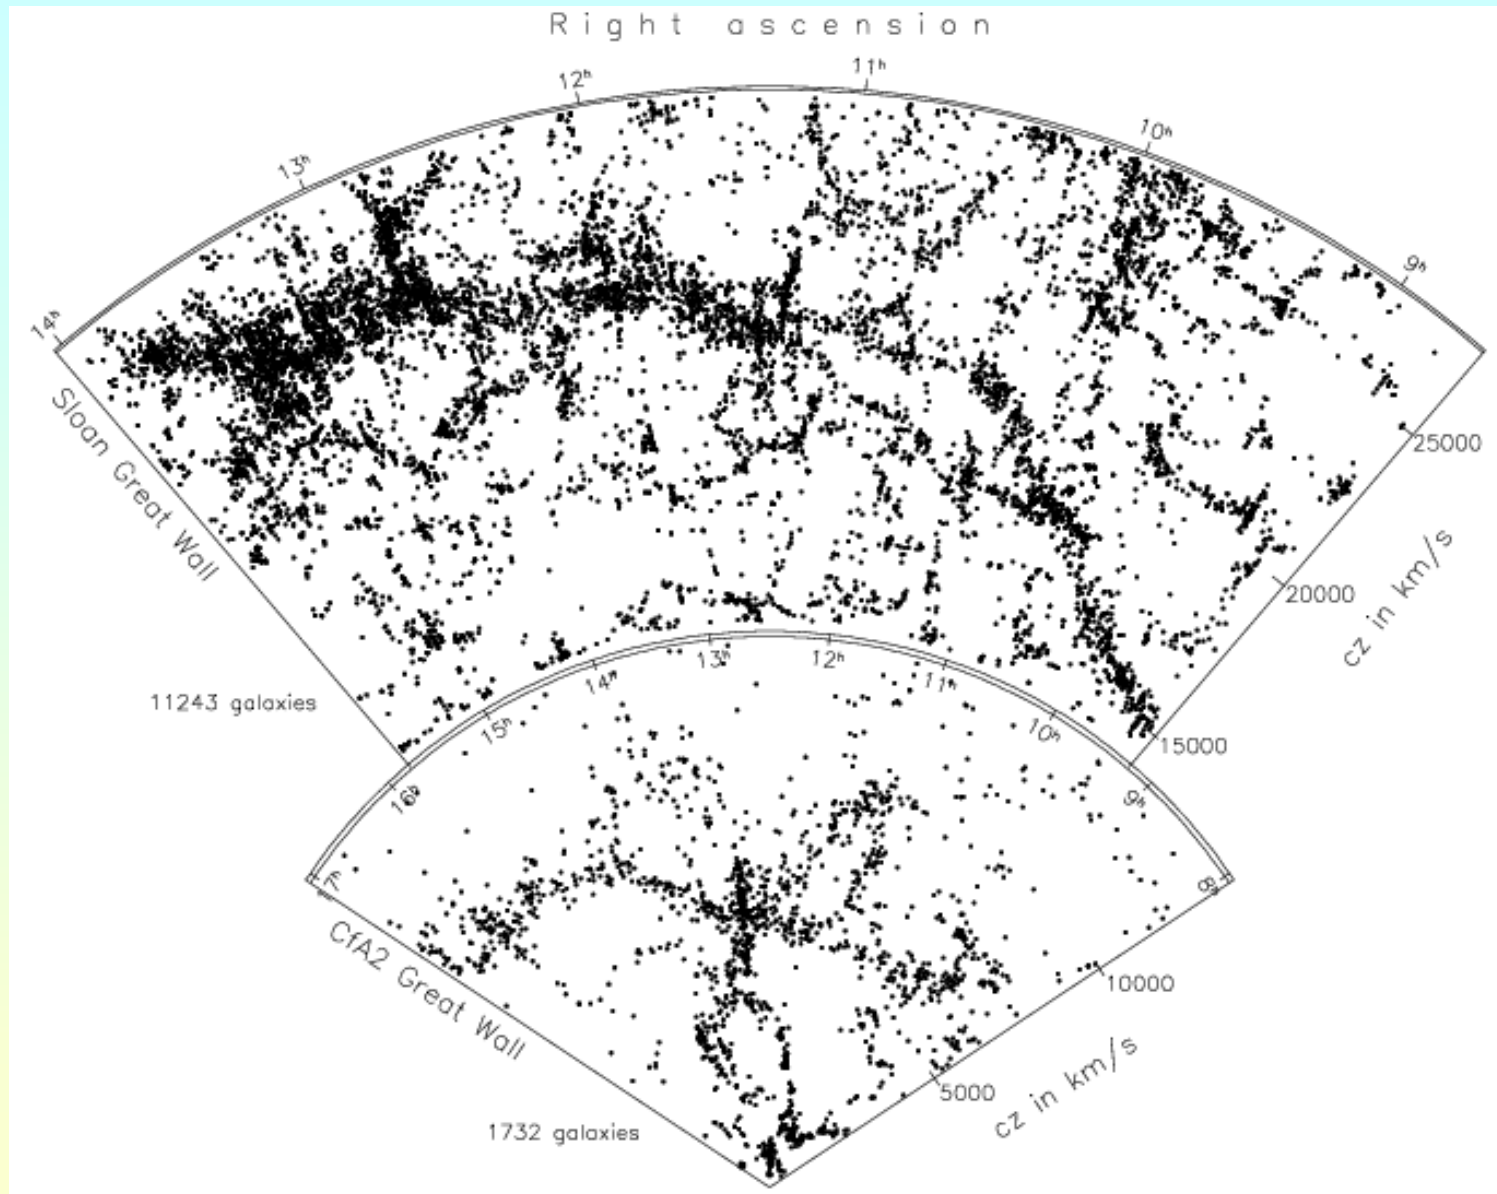 Right ascension
14ʰ
13ʰ
12ʰ
11ʰ
10ʰ
9ʰ
Sloan Great Wall
25000
20000
15000
cz in km/s
11243 galaxies
16ʰ
15ʰ
14ʰ
13ʰ
12ʰ
11ʰ
10ʰ
9ʰ
8ʰ
CfA2 Great Wall
10000
5000
cz in km/s
1732 galaxies